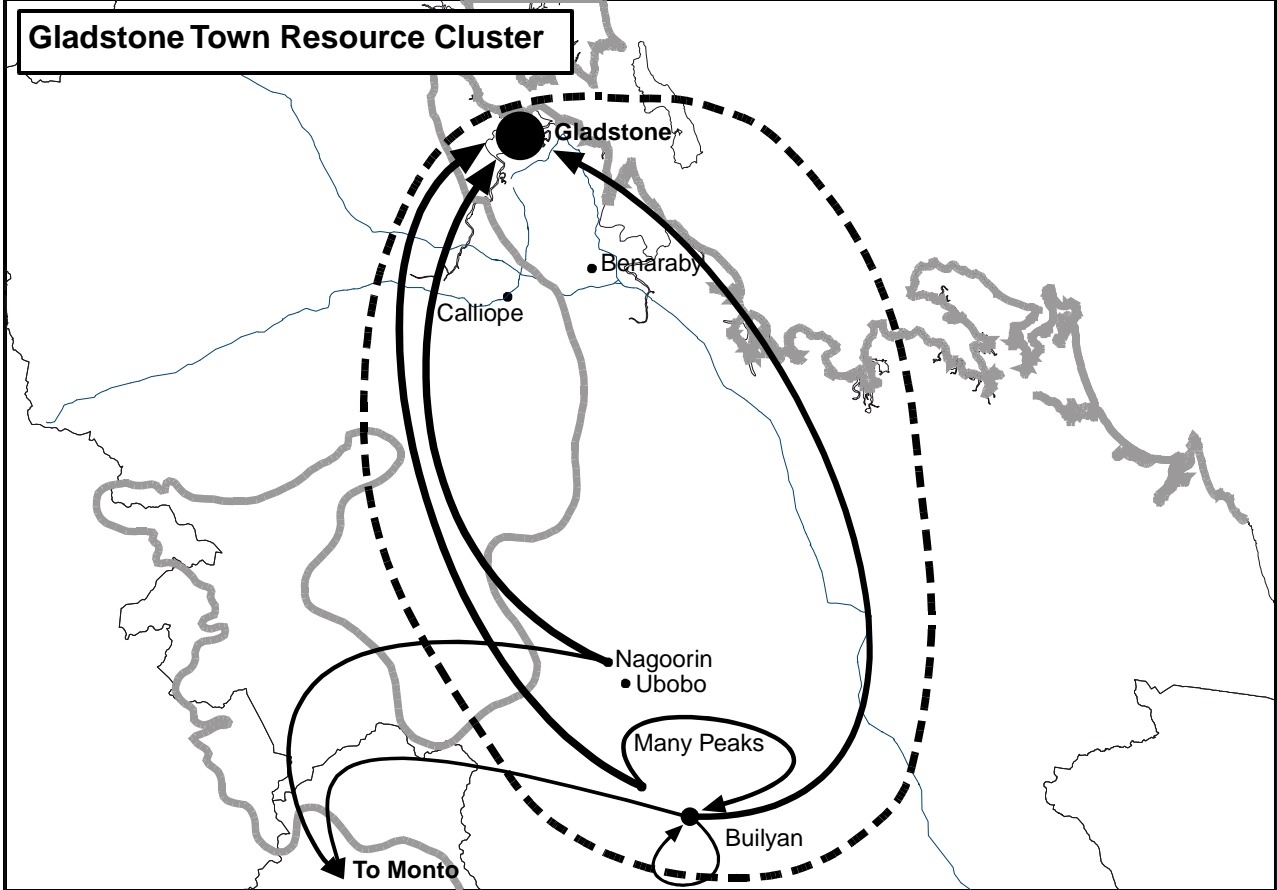 Gladstone Town Resource Cluster
Gladstone
Benaraby
Calliope
Nagoorin
Ubobo
Many Peaks
Builyan
To Monto